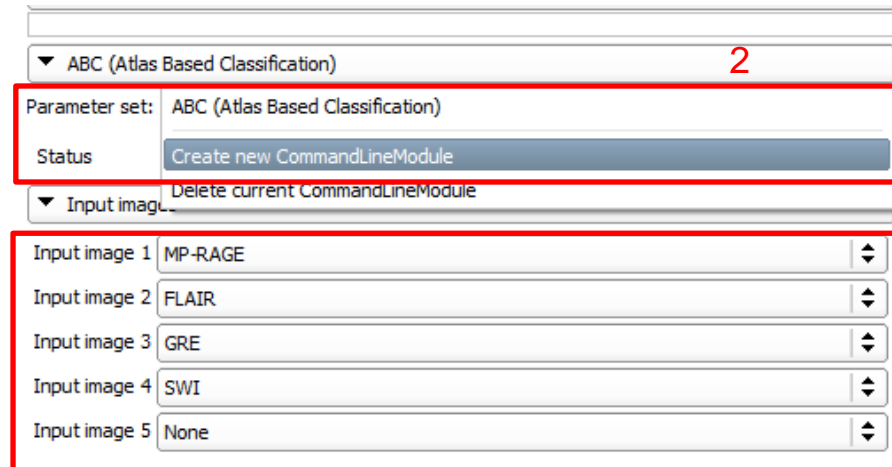 ABC (Atlas Based Classification)
2
Parameter set: ABC (Atlas Based Classification)
Status Create new CommandLineModule
Delete current CommandLineModule
Input images
Input image 1 MP-RAGE
Input image 2 FLAIR
Input image 3 GRE
Input image 4 SWI
Input image 5 None